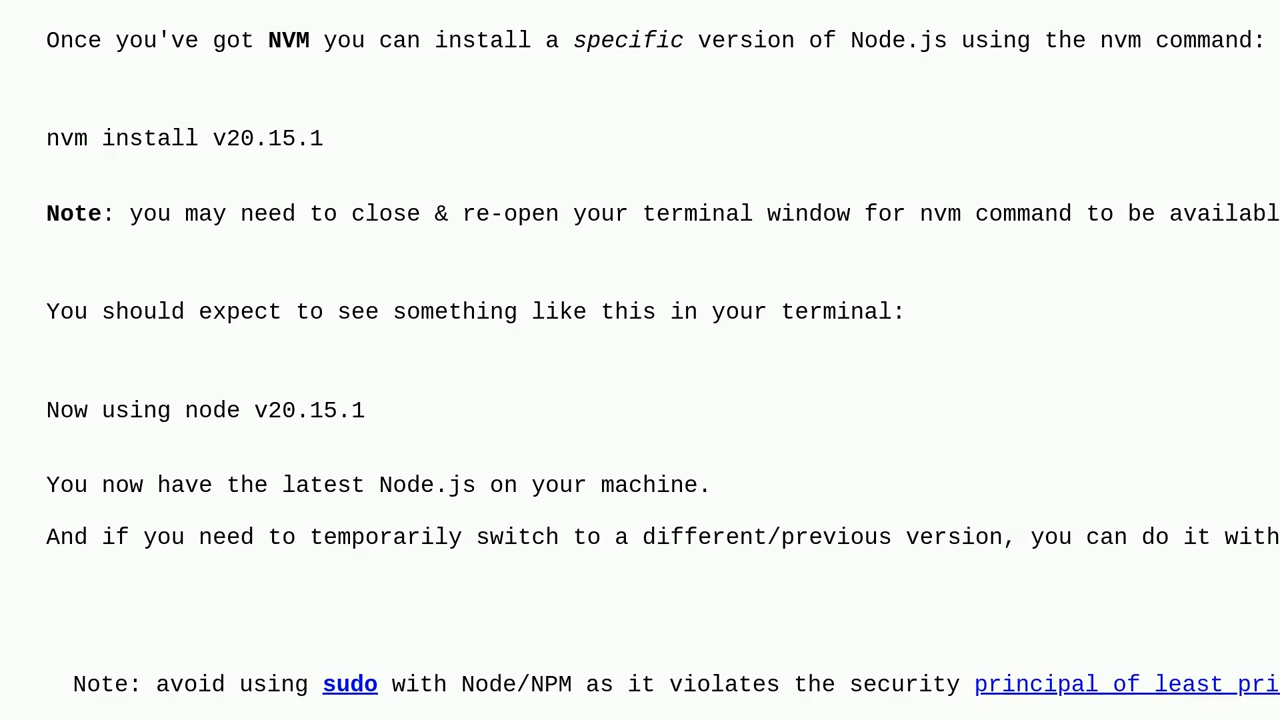 Once you've got NVM you can install a specific version of Node.js using the nvm command:
nvm install v20.15.1
Note: you may need to close & re-open your terminal window for nvm command to be availabl
You should expect to see something like this in your terminal:
Now using node v20.15.1
You now have the latest Node.js on your machine.
And if you need to temporarily switch to a different/previous version, you can do it with
Note: avoid using sudo with Node/NPM as it violates the security principal of least pri